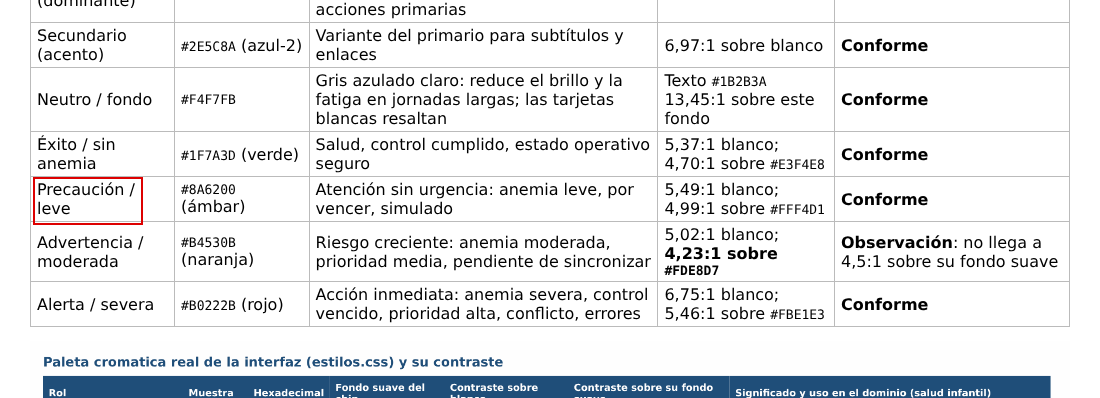 (dominante)
acciones primarias
Secundario
(acento)
#2E5C8A (azul-2)
Variante del primario para subtítulos y
enlaces
6,97:1 sobre blanco
Conforme
Neutro / fondo
#F4F7FB
Gris azulado claro: reduce el brillo y la
fatiga en jornadas largas; las tarjetas
blancas resaltan
Texto #1B2B3A
13,45:1 sobre este
fondo
Conforme
Éxito / sin
anemia
#1F7A3D (verde)
Salud, control cumplido, estado operativo
seguro
5,37:1 blanco;
4,70:1 sobre #E3F4E8
Conforme
Precaución /
leve
#8A6200
(ámbar)
Atención sin urgencia: anemia leve, por
vencer, simulado
5,49:1 blanco;
4,99:1 sobre #FFF4D1
Conforme
Advertencia /
moderada
#B4530B
(naranja)
Riesgo creciente: anemia moderada,
prioridad media, pendiente de sincronizar
5,02:1 blanco;
4,23:1 sobre
#FDE8D7
Observación: no llega a
4,5:1 sobre su fondo suave
Alerta / severa
#B0222B (rojo)
Acción inmediata: anemia severa, control
vencido, prioridad alta, conflicto, errores
6,75:1 blanco;
5,46:1 sobre #FBE1E3
Conforme
Paleta cromatica real de la interfaz (estilos.css) y su contraste
Rol
Muestra
Hexadecimal
Fondo suave del
Contraste sobre
Contraste sobre su fondo
Significado y uso en el dominio (salud infantil)